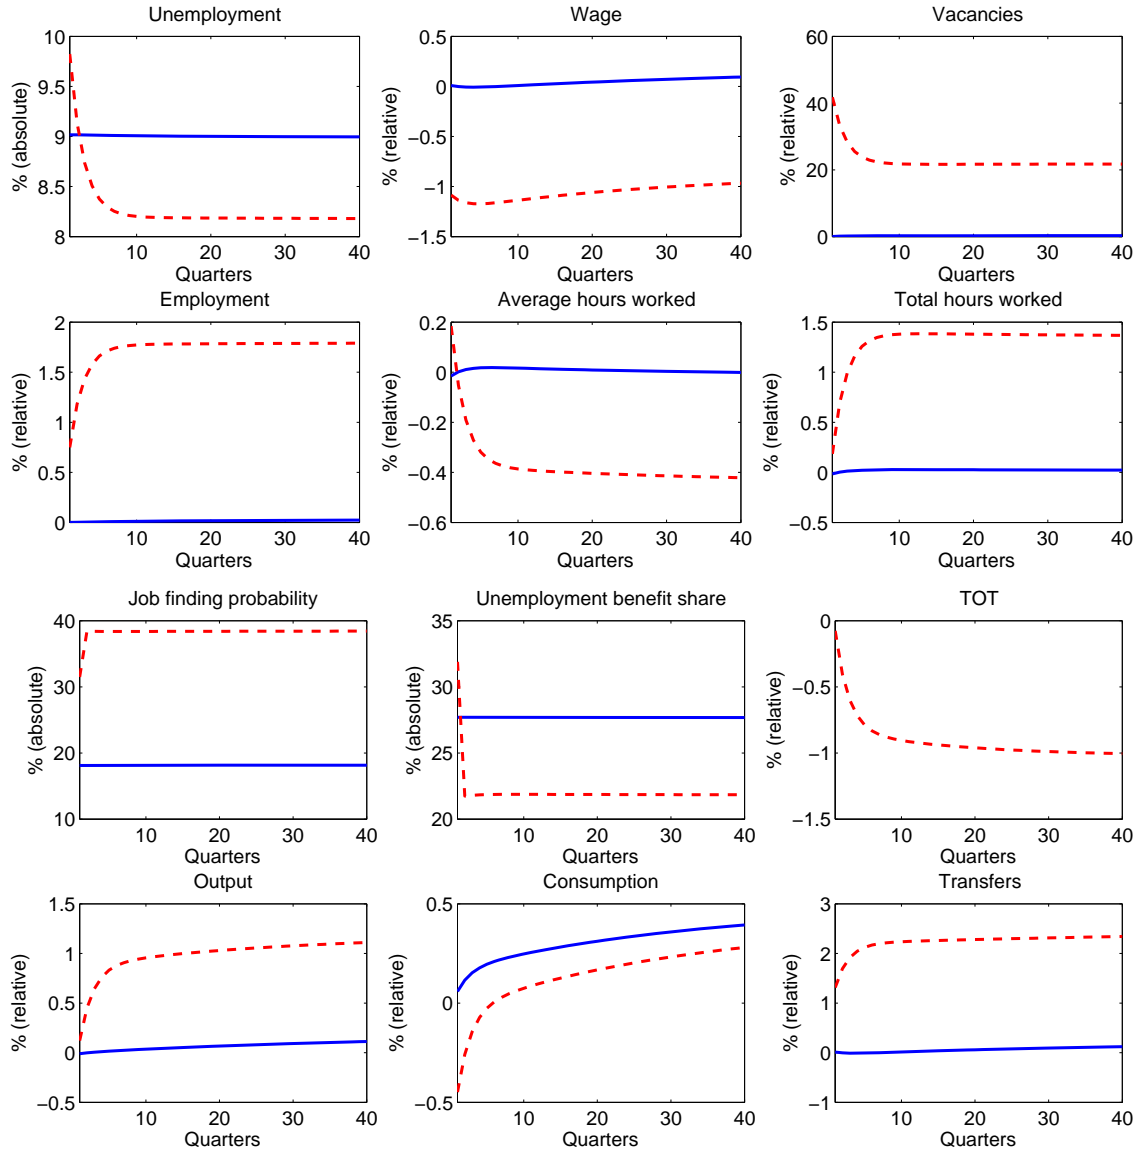 Unemployment
Wage
Vacancies
% (absolute)
10
9.5
9
8.5
8
10 20 30 40
Quarters
% (relative)
0.5
0
−0.5
−1
−1.5
10 20 30 40
Quarters
% (relative)
60
40
20
0
10 20 30 40
Quarters
Employment
Average hours worked
Total hours worked
% (relative)
2
1.5
1
0.5
0
10 20 30 40
Quarters
% (relative)
0.2
0
−0.2
−0.4
−0.6
10 20 30 40
Quarters
% (relative)
1.5
1
0.5
0
−0.5
10 20 30 40
Quarters
Job finding probability
Unemployment benefit share
TOT
% (absolute)
40
30
20
10
10 20 30 40
Quarters
% (absolute)
35
30
25
20
10 20 30 40
Quarters
% (relative)
0
−0.5
−1
−1.5
10 20 30 40
Quarters
Output
Consumption
Transfers
% (relative)
1.5
1
0.5
0
−0.5
10 20 30 40
Quarters
% (relative)
0.5
0
−0.5
10 20 30 40
Quarters
% (relative)
3
2
1
0
−1
10 20 30 40
Quarters